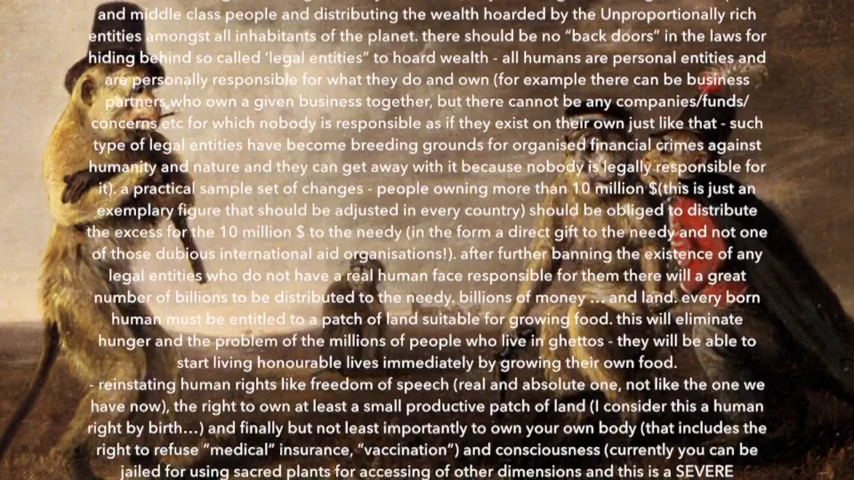 and middle class people and distributing the wealth hoarded by the Unproportionally rich
entities amongst all inhabitants of the planet. there should be no "back doors" in the laws for
hiding behind so called 'legal entities" to hoard wealth - all humans are personal entities and
are personally responsible for what they do and own (for example there can be business
partners who own a given business together, but there cannot be any companies/funds/
concerns etc for which nobody is responsible as if they exist on their own just like that - such
type of legal entities have become breeding grounds for organised financial crimes against
humanity and nature and they can get away with it because nobody is legally responsible for
it). a practical sample set of changes - people owning more than 10 million $(this is just an
exemplary figure that should be adjusted in every country) should be obliged to distribute
the excess for the 10 million $ to the needy (in the form a direct gift to the needy and not one
of those dubious international aid organisations!). after further banning the existence of any
legal entities who do not have a real human face responsible for them there will a great
number of billions to be distributed to the needy. billions of money ... and land. every born
human must be entitled to a patch of land suitable for growing food. this will eliminate
hunger and the problem of the millions of people who live in ghettos - they will be able to
start living honourable lives immediately by growing their own food.
- reinstating human rights like freedom of speech (real and absolute one, not like the one we
have now), the right to own at least a small productive patch of land (I consider this a human
right by birth...) and finally but not least importantly to own your own body (that includes the
right to refuse "medical" insurance, "vaccination") and consciousness (currently you can be
jailed for using sacred plants for accessing of other dimensions and this is a SEVERE